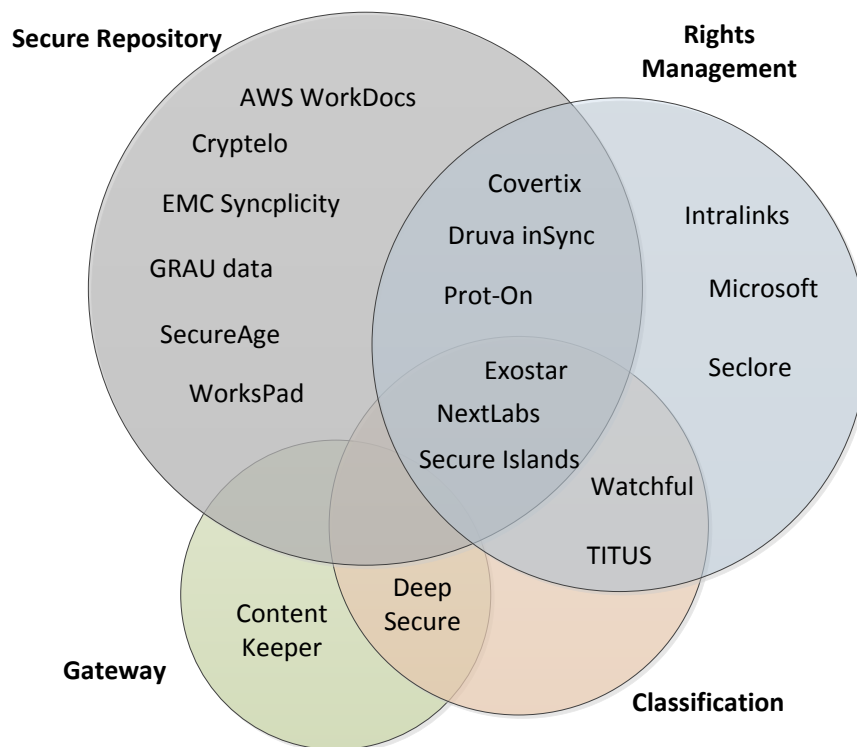 Secure Repository
Rights
Management
AWS WorkDocs
Cryptelo
EMC Syncplicity
GRAU data
SecureAge
WorksPad
Covertix
Druva inSync
Prot-On
Intralinks
Microsoft
Seclore
Exostar
NextLabs
Secure Islands
Watchful
TITUS
Deep
Secure
Content
Keeper
Gateway
Classification